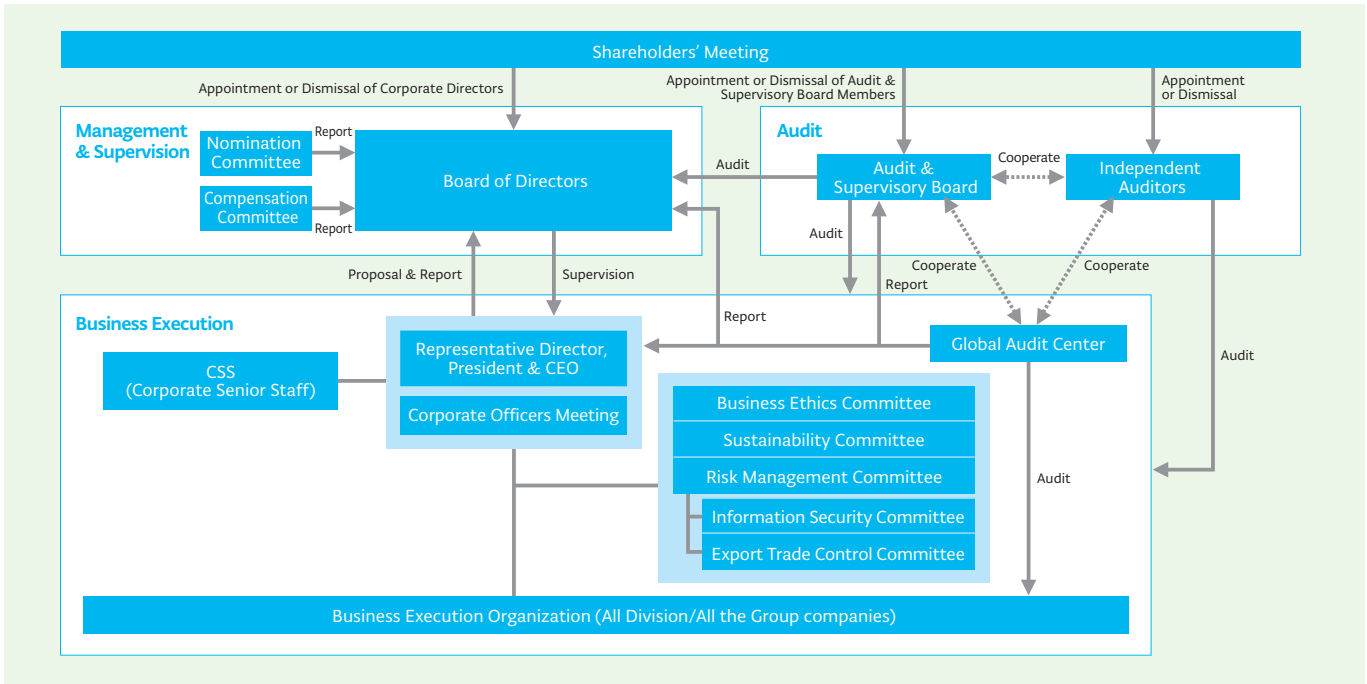 Shareholders' Meeting
Appointment or Dismissal of Corporate Directors
Appointment or Dismissal of Audit &
Supervisory Board Members
Appointment
or Dismissal
Management
& Supervision
Nomination
Committee
Report
Compensation
Committee
Report
Board of Directors
Audit
Audit
Audit &
Supervisory Board
Cooperate
Independent
Auditors
Audit
Cooperate
Cooperate
Report
Proposal & Report
Supervision
Report
Audit
Business Execution
CSS
(Corporate Senior Staff)
Representative Director,
President & CEO
Corporate Officers Meeting
Global Audit Center
Business Ethics Committee
Sustainability Committee
Risk Management Committee
Information Security Committee
Export Trade Control Committee
Audit
Business Execution Organization (All Division/All the Group companies)